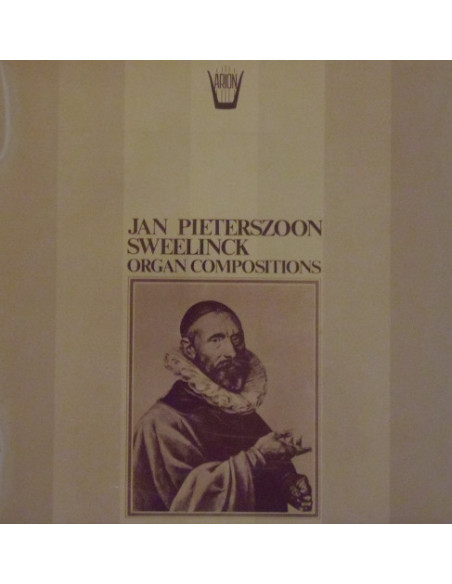 ARION
JAN PIETERSZOON
SWEELINCK
ORGAN COMPOSITIONS